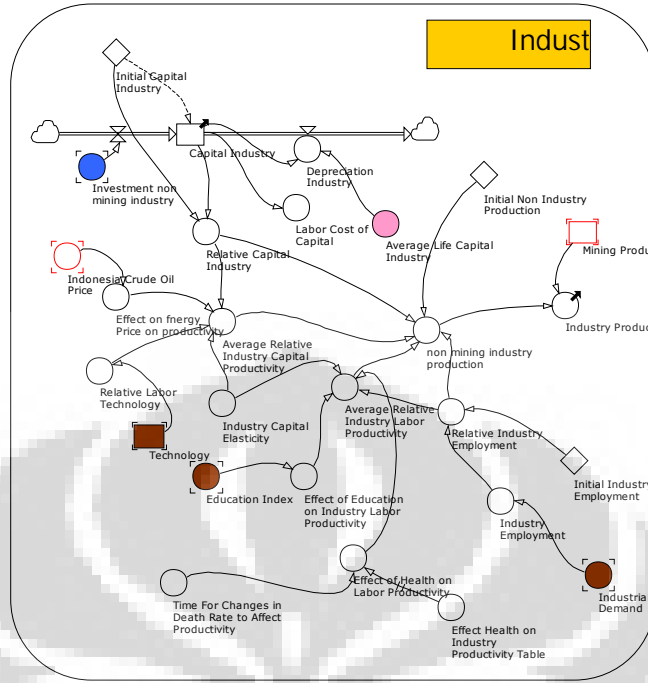 Indust
Initial Capital
Industry
Capital Industry
Depreciation
Industry
Investment non
mining industry
Labor Cost of
Capital
Average Life Capital
Industry
Initial Non Industry
Production
Mining Produ
Relative Capital
Industry
Indonesia Crude Oil
Price
Effect on fnergy
Price on productivity
Industry Produc
Average Relative
Industry Capital
Productivity
non mining industry
production
Relative Labor
Technology
Industry Capital
Elasticity
Average Relative
Industry Labor
Productivity
Relative Industry
Employment
Technology
Education Index
Effect of Education
on Industry Labor
Productivity
Initial Industry
Employment
Industry
Employment
Effect of Health on
Labor Productivity
Industrial
Demand
Time For Changes in
Death Rate to Affect
Productivity
Effect Health on
Industry
Productivity Table